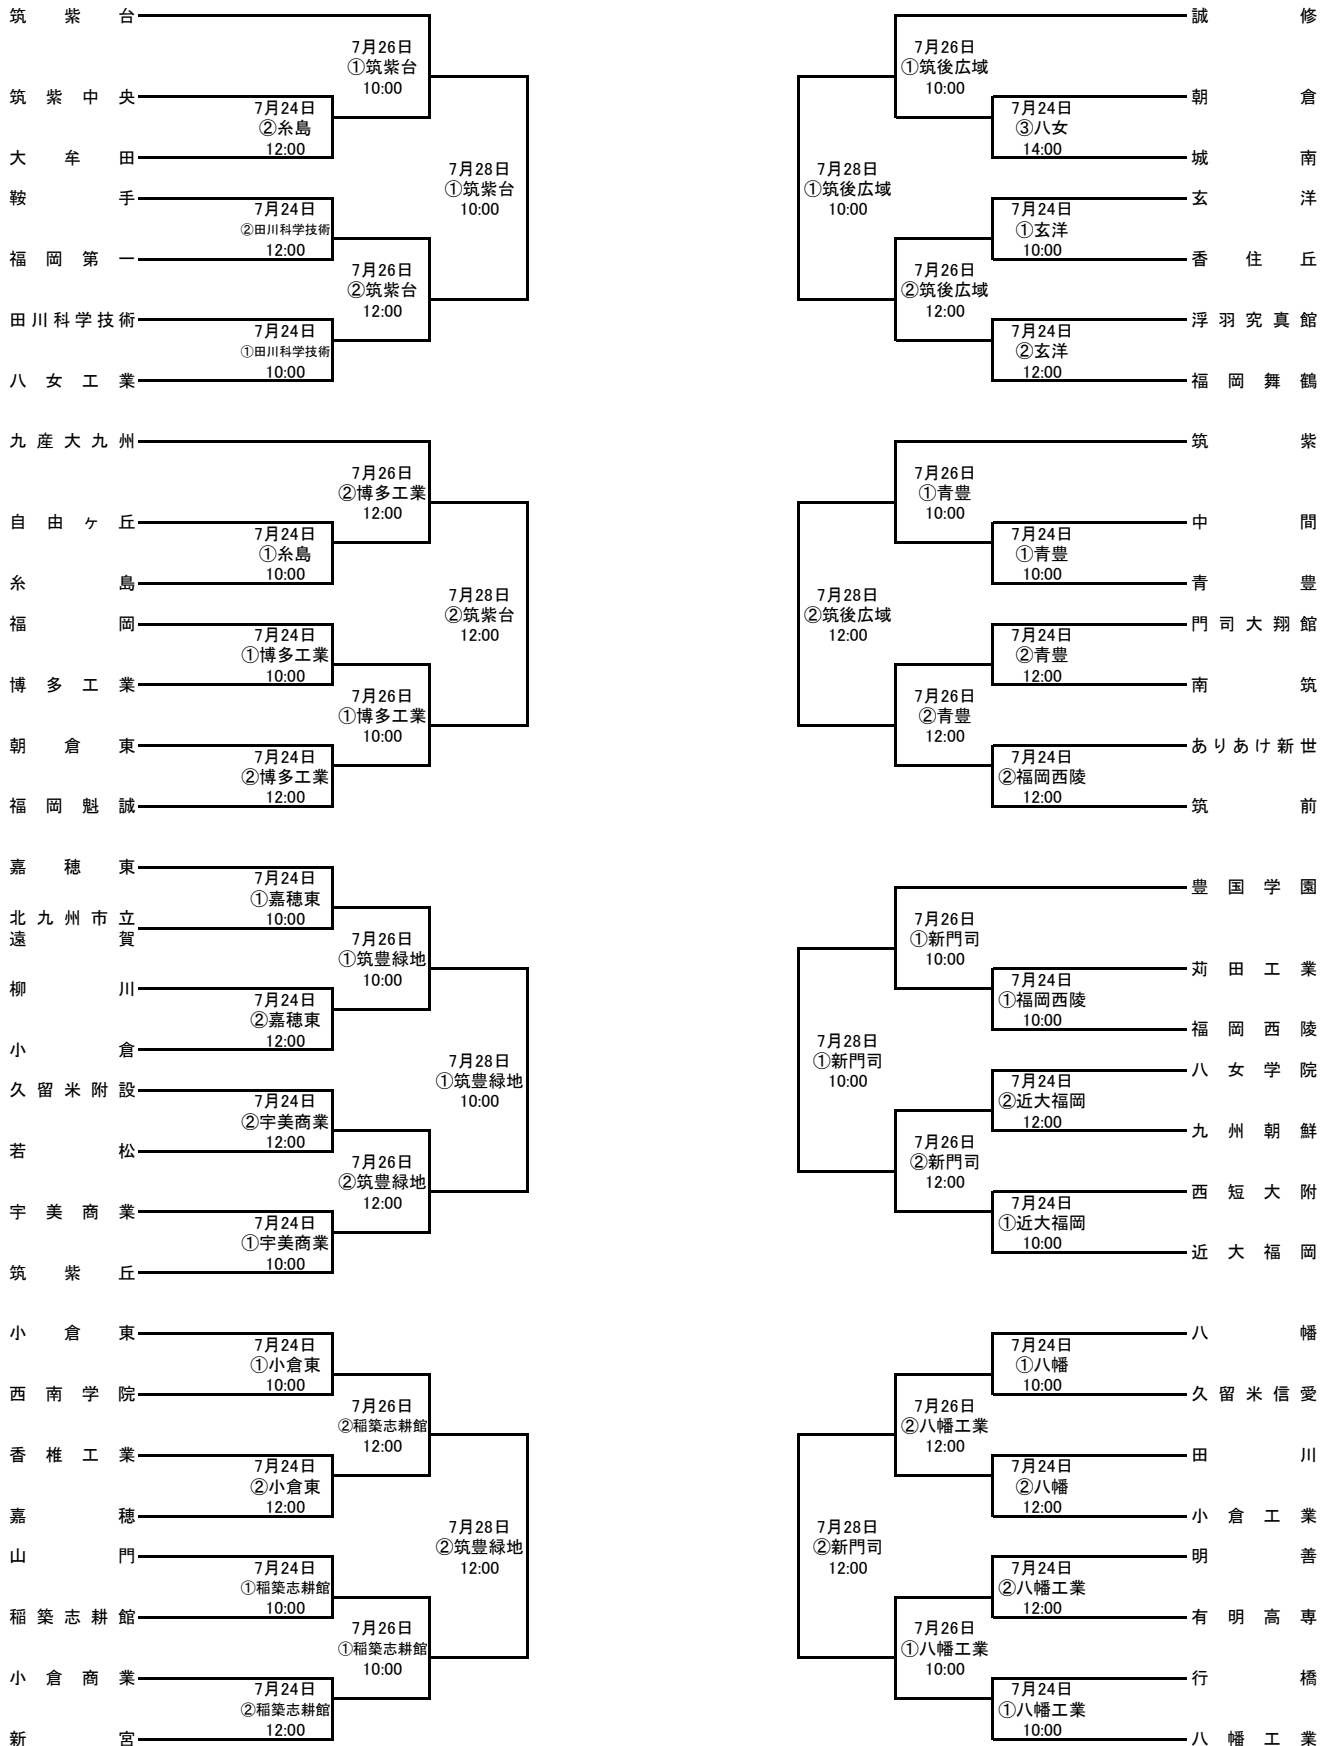 筑紫台
7月26日
①筑紫台
10:00
筑紫中央
7月24日
②糸島
12:00
大牟田
7月28日
①筑紫台
10:00
鞍手
7月24日
②田川科学技術
12:00
福岡第一
7月26日
②筑紫台
12:00
田川科学技術
7月24日
①田川科学技術
10:00
八女工業
九産大九州
7月26日
②博多工業
12:00
自由ヶ丘
7月24日
①糸島
10:00
糸島
7月28日
②筑紫台
12:00
福岡
7月24日
①博多工業
10:00
博多工業
7月26日
①博多工業
10:00
朝倉東
7月24日
②博多工業
12:00
福岡魁誠
嘉穂東
7月24日
①嘉穂東
10:00
北九州市立
遠賀
7月26日
①筑豊緑地
10:00
柳川
7月24日
②嘉穂東
12:00
小倉
7月28日
①筑豊緑地
10:00
久留米附設
7月24日
②宇美商業
12:00
若松
7月26日
②筑豊緑地
12:00
宇美商業
7月24日
①宇美商業
10:00
筑紫丘
小倉東
7月24日
①小倉東
10:00
西南学院
7月26日
②稲築志耕館
12:00
香椎工業
7月24日
②小倉東
12:00
嘉穂
7月28日
②筑豊緑地
12:00
山門
7月24日
①稲築志耕館
10:00
稲築志耕館
7月26日
①稲築志耕館
10:00
小倉商業
7月24日
②稲築志耕館
12:00
新宮
誠修
7月26日
①筑後広域
10:00
朝倉
7月24日
③八女
14:00
城南
7月28日
①筑後広域
10:00
玄洋
7月24日
①玄洋
10:00
香住丘
7月26日
②筑後広域
12:00
浮羽究真館
7月24日
②玄洋
12:00
福岡舞鶴
筑紫
7月26日
①青豊
10:00
中間
7月24日
①青豊
10:00
青豊
7月28日
②筑後広域
12:00
門司大翔館
7月24日
②青豊
12:00
南筑
7月26日
②青豊
12:00
ありあけ新世
7月24日
②福岡西陵
12:00
筑前
豊国学園
7月26日
①新門司
10:00
苅田工業
7月24日
①福岡西陵
10:00
福岡西陵
7月28日
①新門司
10:00
八女学院
7月24日
②近大福岡
12:00
九州朝鮮
7月26日
②新門司
12:00
西短大附
7月24日
①近大福岡
10:00
近大福岡
八幡
7月24日
①八幡
10:00
久留米信愛
7月26日
②八幡工業
12:00
田川
7月24日
②八幡
12:00
小倉工業
7月28日
②新門司
12:00
明善
7月24日
②八幡工業
12:00
有明高専
7月26日
①八幡工業
10:00
行橋
7月24日
①八幡工業
10:00
八幡工業